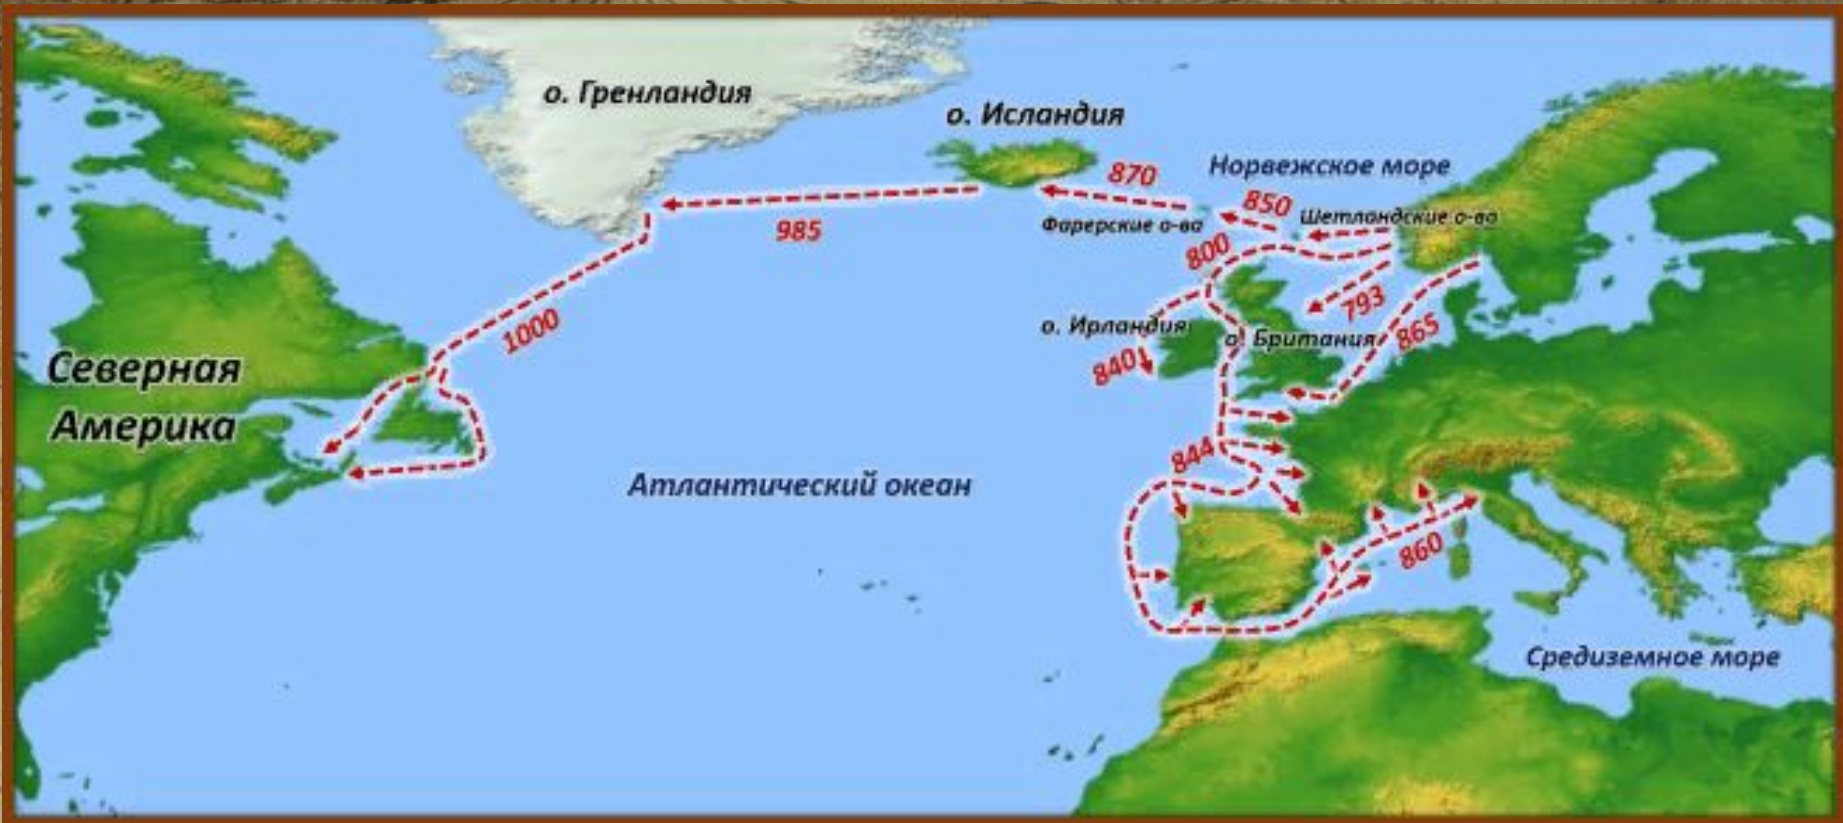 о. Гренландия
о. Исландия
Норвежское море
870
850
Шетландские о-ва
Фарерские о-ва
985
800
793
1000
о. Ирландия
о. Британия
865
840
Северная
Америка
844
Атлантический океан
860
Средиземное море